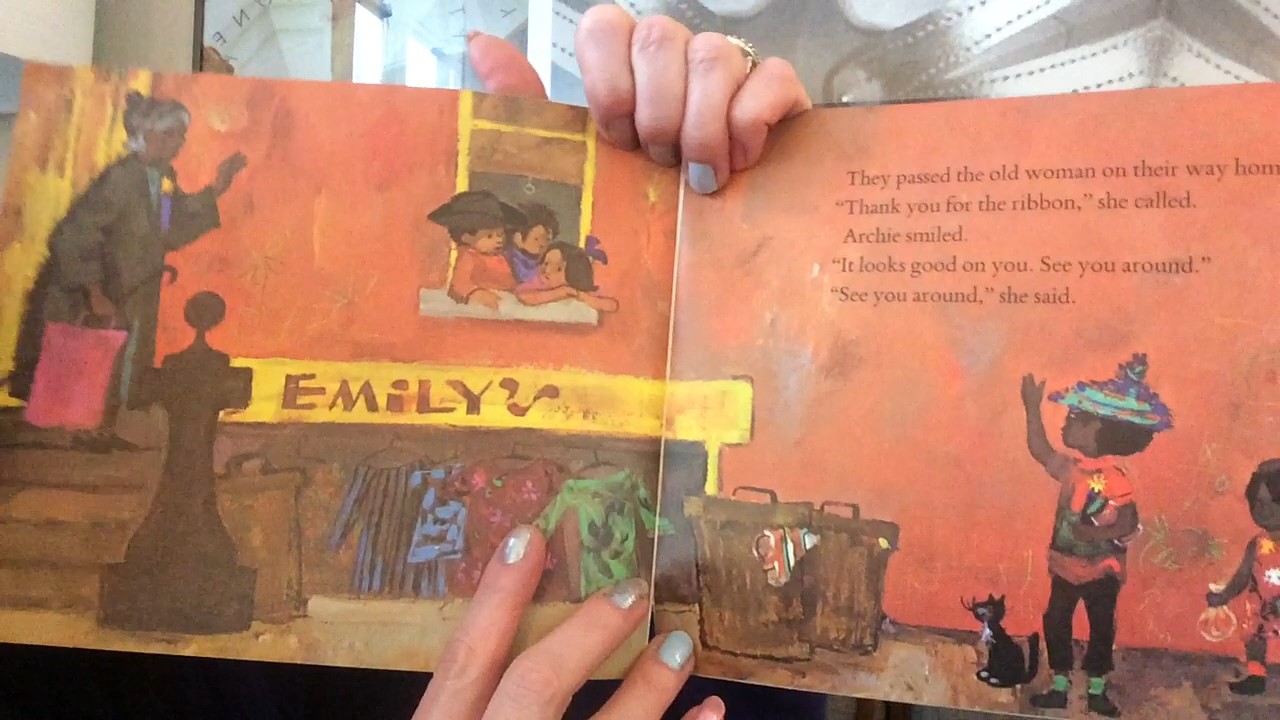 EMiLY
They passed the old woman on their way hom
“Thank you for the ribbon,” she called.
Archie smiled.
“It looks good on you. See you around.”
“See you around,” she said.